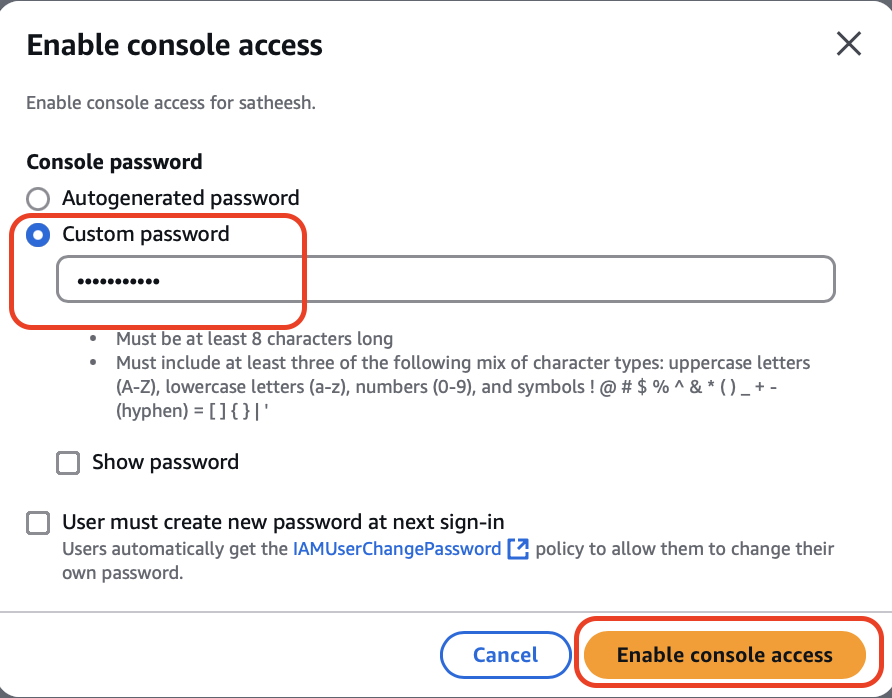 Enable console access
Enable console access for satheesh.
Console password
Autogenerated password
Custom password
•••••••••••
• Must be at least 8 characters long
• Must include at least three of the following mix of character types: uppercase letters
(A-Z), lowercase letters (a-z), numbers (0-9), and symbols ! @ # $ % ^ & * ( ) _ + -
(hyphen) = [ ] { } | '
Show password
User must create new password at next sign-in
Users automatically get the IAMUserChangePassword policy to allow them to change their
own password.
Cancel
Enable console access